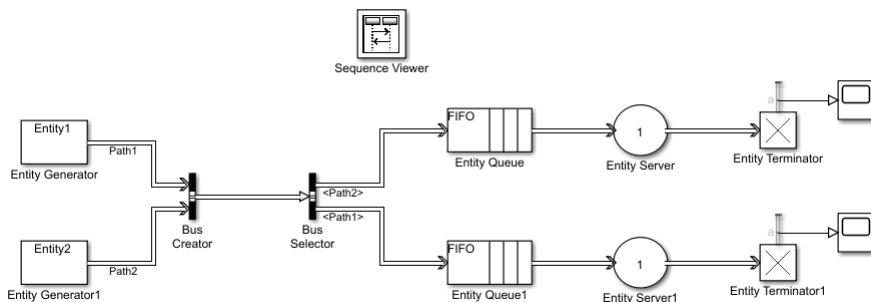 Sequence Viewer
Entity1
Path1
Entity Generator
Entity2
Path2
Entity Generator1
Bus
Creator
<Path2>
<Path1>
Bus
Selector
FIFO
Entity Queue
1
Entity Server
a
Entity Terminator
FIFO
Entity Queue1
1
Entity Server1
a
Entity Terminator1